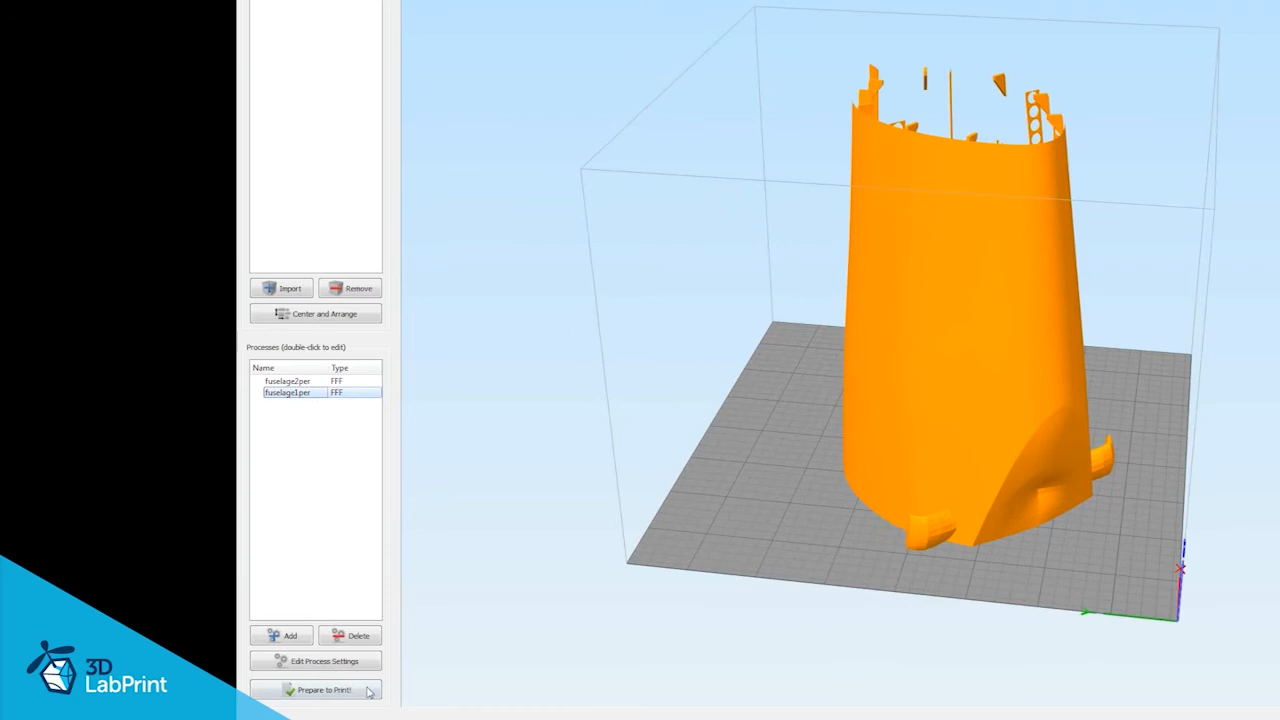 Import
Remove
Center and Arrange
Processes (double-click to edit)
Name Type
fuselage2per FFF
fuselage1per FFF
Add
Delete
Edit Process Settings
Prepare to Print!
3D
LabPrint